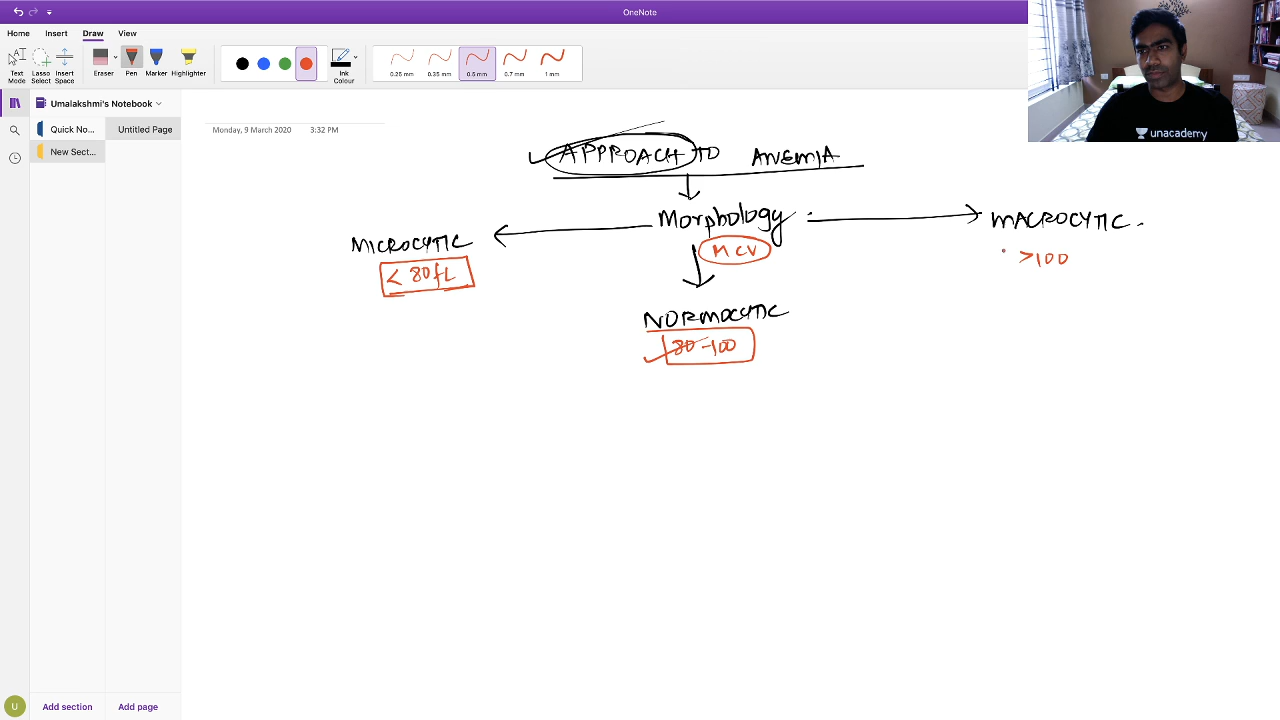 OneNote
Home Insert Draw View
Text Mode
Lasso Select
Insert Space
Eraser
Pen
Marker
Highlighter
Ink Colour
0.25 mm
0.35 mm
0.5 mm
0.7 mm
1 mm
Umalakshmi's Notebook
Quick No...
Untitled Page
New Sect...
Monday, 9 March 2020 3:32 PM
unacademy
APPROACH TO ANEMIA
Morphology
MCV
MICROCYTIC
< 80fL
MACROCYTIC
>100
NORMOCYTIC
80-100
U
Add section
Add page